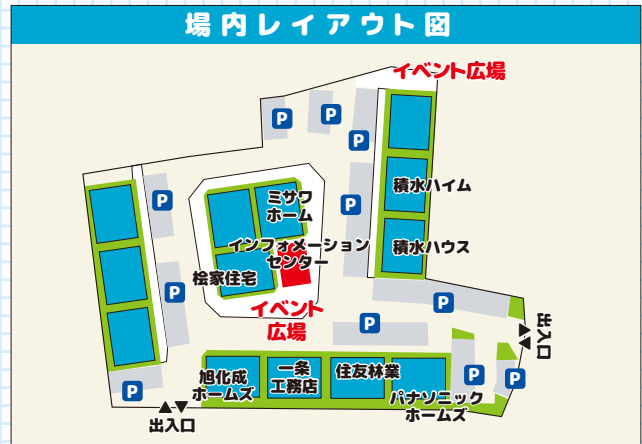 場内レイアウト図
イベント広場
P
P
P
積水ハイム
P
P
ミサワ
ホーム
インフォメーション
センター
積水ハウス
桧家住宅
P
P
イベント
広場
P
出入口
旭化成
ホームズ
一条
工務店
住友林業
パナソニック
ホームズ
P
P
P
出入口